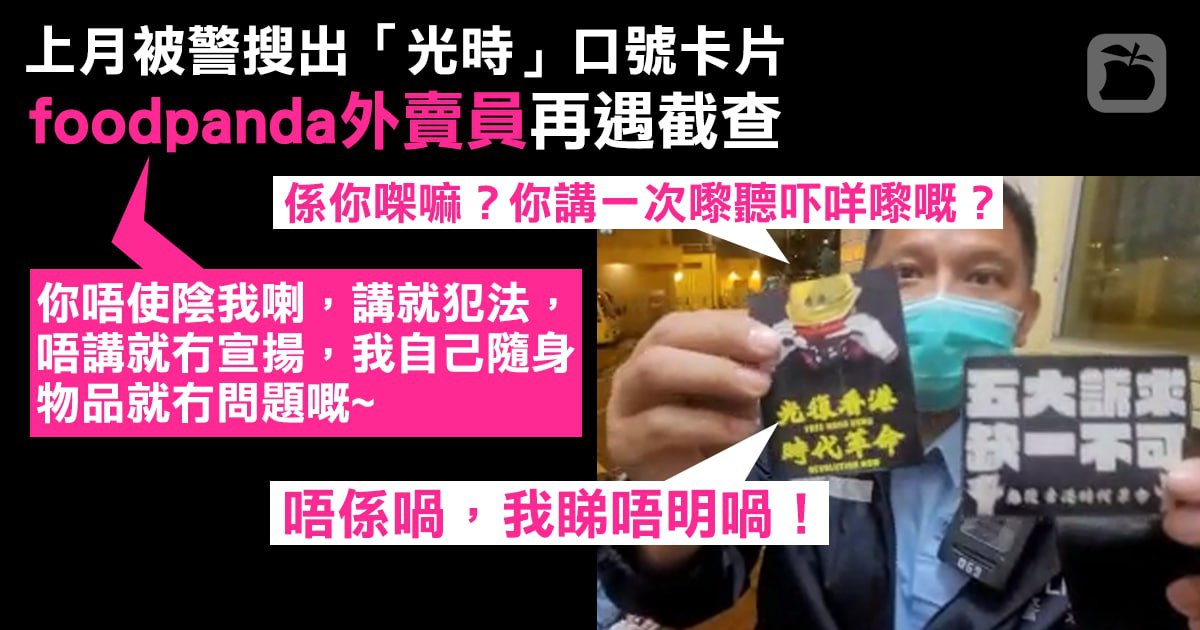 上月被警搜出「光時」口號卡片
foodpanda外賣員再遇截查
係你㗎嘛？你講一次嚟聽吓咩嚟嘅？
你唔使陰我喇，講就犯法，
唔講就冇宣揚，我自己隨身
物品就冇問題嘅~
光復香港
FREE HONG KONG
時代革命
REVOLUTION NOW
五大訴求
缺一不可
光復香港時代革命
唔係喎，我睇唔明喎！